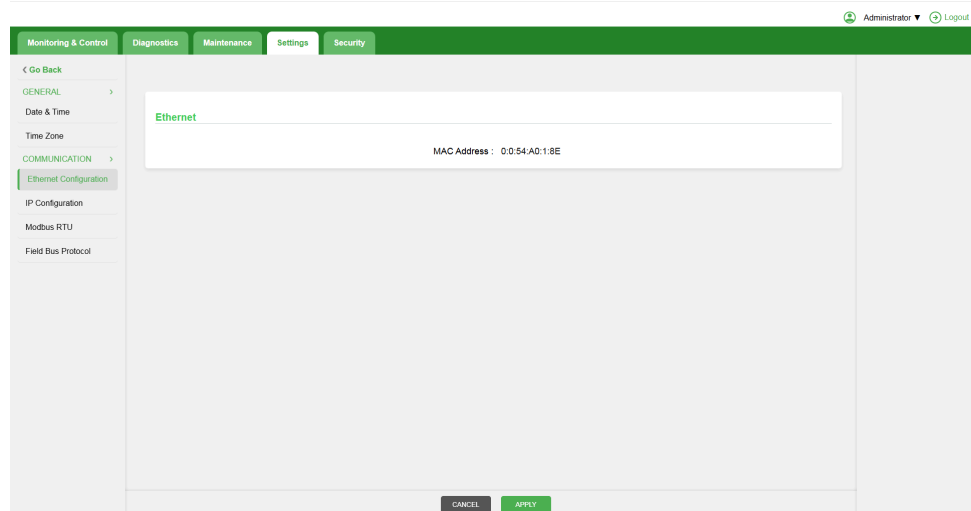 Administrator ▼ Logout
Monitoring & Control Diagnostics Maintenance Settings Security
Go Back
GENERAL
Date & Time
Time Zone
COMMUNICATION
Ethernet Configuration
IP Configuration
Modbus RTU
Field Bus Protocol
Ethernet
MAC Address : 0:0:54:A0:1:8E
CANCEL APPLY